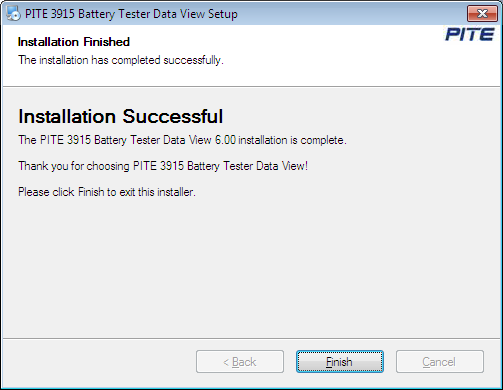 PITE 3915 Battery Tester Data View Setup
Installation Finished
The installation has completed successfully.
PITE
Installation Successful
The PITE 3915 Battery Tester Data View 6.00 installation is complete.
Thank you for choosing PITE 3915 Battery Tester Data View!
Please click Finish to exit this installer.
< Back
Finish
Cancel